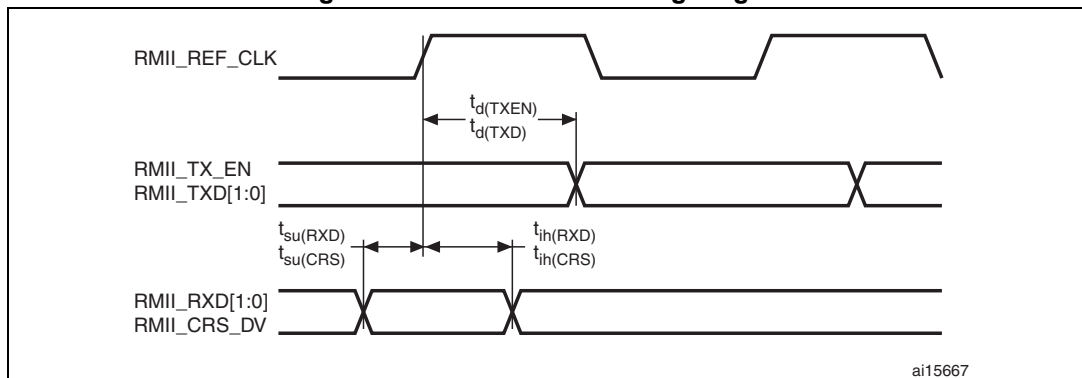 RMII_REF_CLK
td(TXEN)
td(TXD)
RMII_TX_EN
RMII_TXD[1:0]
tsu(RXD)
tsu(CRS)
tih(RXD)
tih(CRS)
RMII_RXD[1:0]
RMII_CRS_DV
ai15667